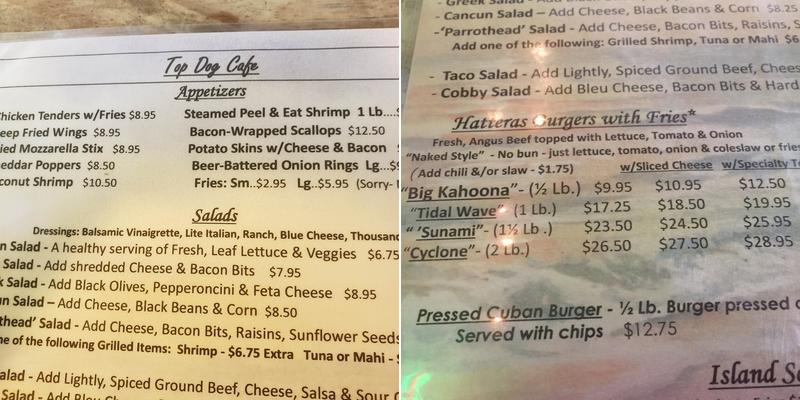 Top Dog Cafe
Appetizers
Chicken Tenders w/Fries $8.95
Steamed Peel & Eat Shrimp 1 Lb....
eep Fried Wings $8.95
Bacon-Wrapped Scallops $12.50
ied Mozzarella Stix $8.95
Potato Skins w/Cheese & Bacon
eddar Poppers $8.50
Beer-Battered Onion Rings Lg...
conut Shrimp $10.50
Fries: Sm..$2.95 Lg..$5.95 (Sorry-
Salads
Dressings: Balsamic Vinaigrette, Lite Italian, Ranch, Blue Cheese, Thousand
n Salad - A healthy serving of Fresh, Leaf Lettuce & Veggies $6.75
Salad - Add shredded Cheese & Bacon Bits $7.95
k Salad - Add Black Olives, Pepperoncini & Feta Cheese $8.95
un Salad – Add Cheese, Black Beans & Corn $8.50
thead' Salad - Add Cheese, Bacon Bits, Raisins, Sunflower Seeds
ne of the following Grilled Items: Shrimp - $6.75 Extra Tuna or Mahi -
alad - Add Lightly, Spiced Ground Beef, Cheese, Salsa & Sour
Salad - Add Bleu Cheese,
- Greek Salad -
- Cancun Salad – Add Cheese, Black Beans & Corn $8.25
-'Parrothead' Salad - Add Cheese, Bacon Bits, Raisins, S
Add one of the following: Grilled Shrimp, Tuna or Mahi $6
- Taco Salad - Add Lightly, Spiced Ground Beef, Chees
- Cobby Salad - Add Bleu Cheese, Bacon Bits & Hard
Hatteras Burgers with Fries*
Fresh, Angus Beef topped with Lettuce, Tomato & Onion
"Naked Style" - No bun - just lettuce, tomato, onion & coleslaw or fries
(Add chili &/or slaw - $1.75)
w/Sliced Cheese w/Specialty T
"Big Kahoona"- (½ Lb.) $9.95 $10.95 $12.50
"Tidal Wave" (1 Lb.) $17.25 $18.50 $19.95
"'Sunami"- (1½ Lb .) $23.50 $24.50 $25.95
"Cyclone"- (2 Lb.) $26.50 $27.50 $28.95
Pressed Cuban Burger - ½ Lb. Burger pressed
Served with chips $12.75
Island